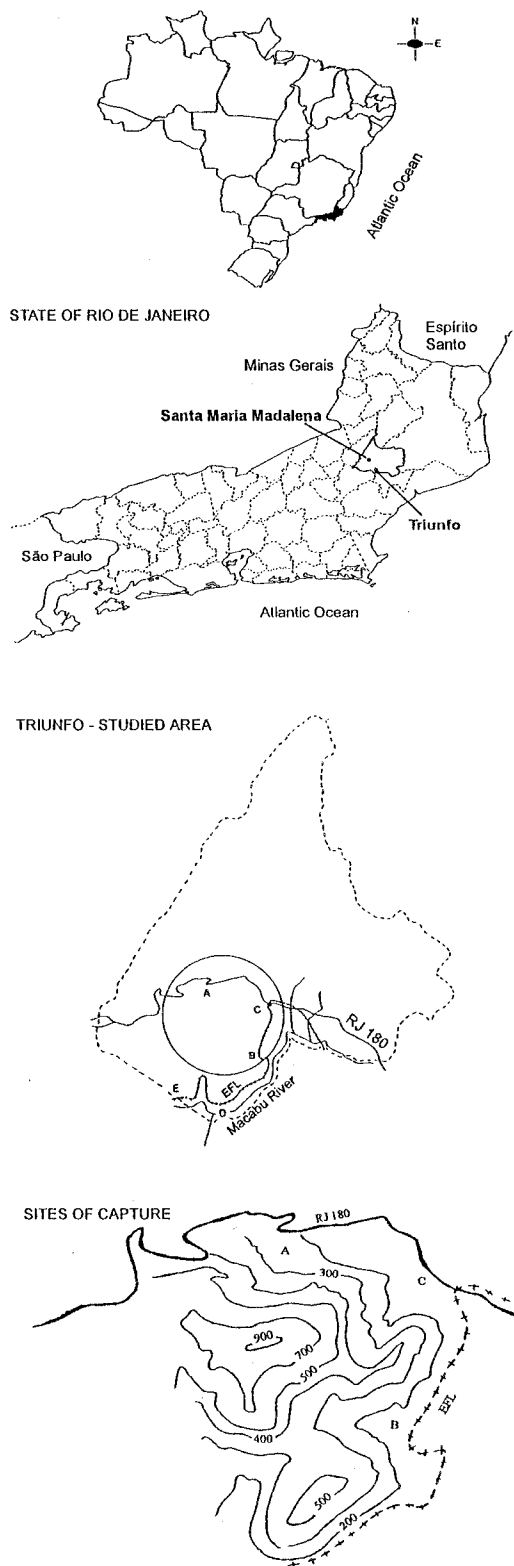 N
E
Atlantic Ocean
STATE OF RIO DE JANEIRO
Espírito
Santo
Minas Gerais
Santa Maria Madalena
Triunfo
São Paulo
Atlantic Ocean
TRIUNFO - STUDIED AREA
A
C
RJ 180
B
E
EFL
D
Macabu River
SITES OF CAPTURE
RJ 180
A
300
C
900
700
500
B
EFL
400
500
200